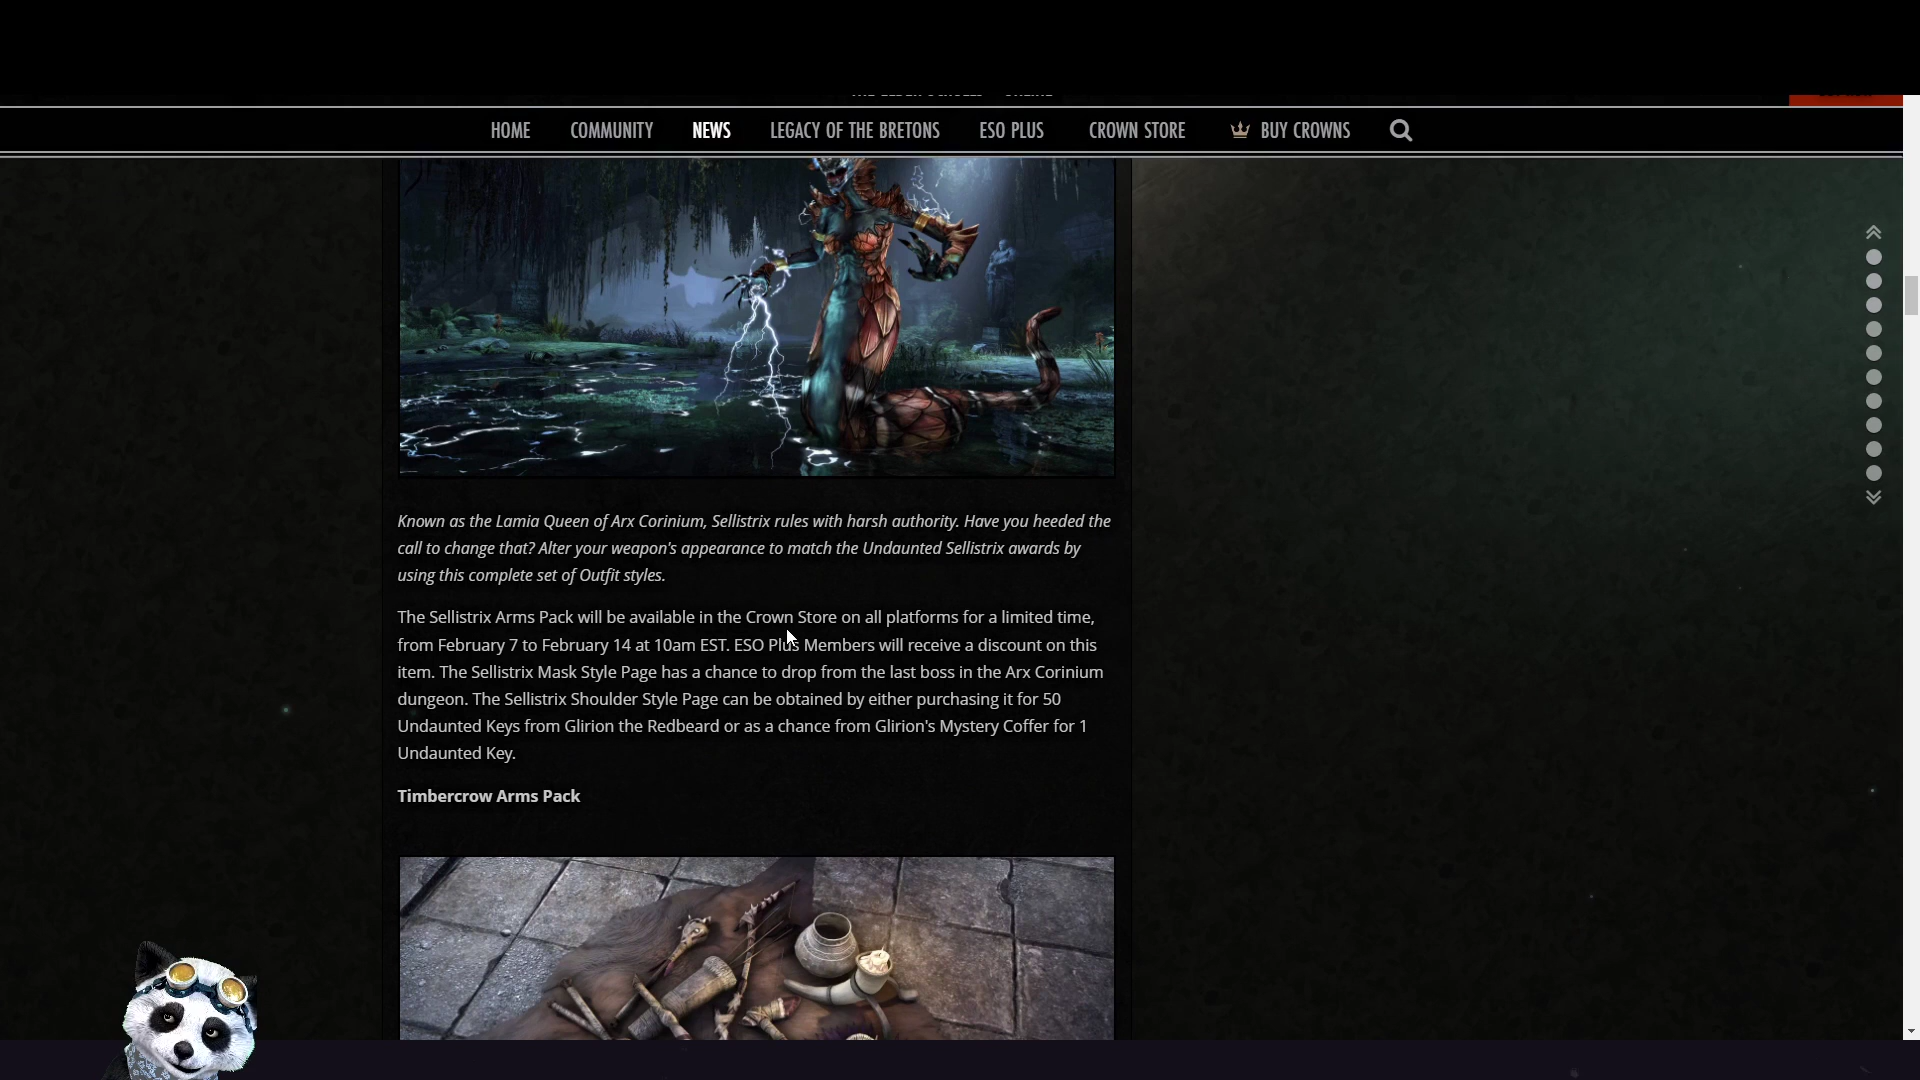 HOME COMMUNITY NEWS LEGACY OF THE BRETONS ESO PLUS CROWN STORE BUY CROWNS
Known as the Lamia Queen of Arx Corinium, Sellistrix rules with harsh authority. Have you heeded the
call to change that? Alter your weapon's appearance to match the Undaunted Sellistrix awards by
using this complete set of Outfit styles.
The Sellistrix Arms Pack will be available in the Crown Store on all platforms for a limited time,
from February 7 to February 14 at 10am EST. ESO Plus Members will receive a discount on this
item. The Sellistrix Mask Style Page has a chance to drop from the last boss in the Arx Corinium
dungeon. The Sellistrix Shoulder Style Page can be obtained by either purchasing it for 50
Undaunted Keys from Glirion the Redbeard or as a chance from Glirion's Mystery Coffer for 1
Undaunted Key.
Timbercrow Arms Pack